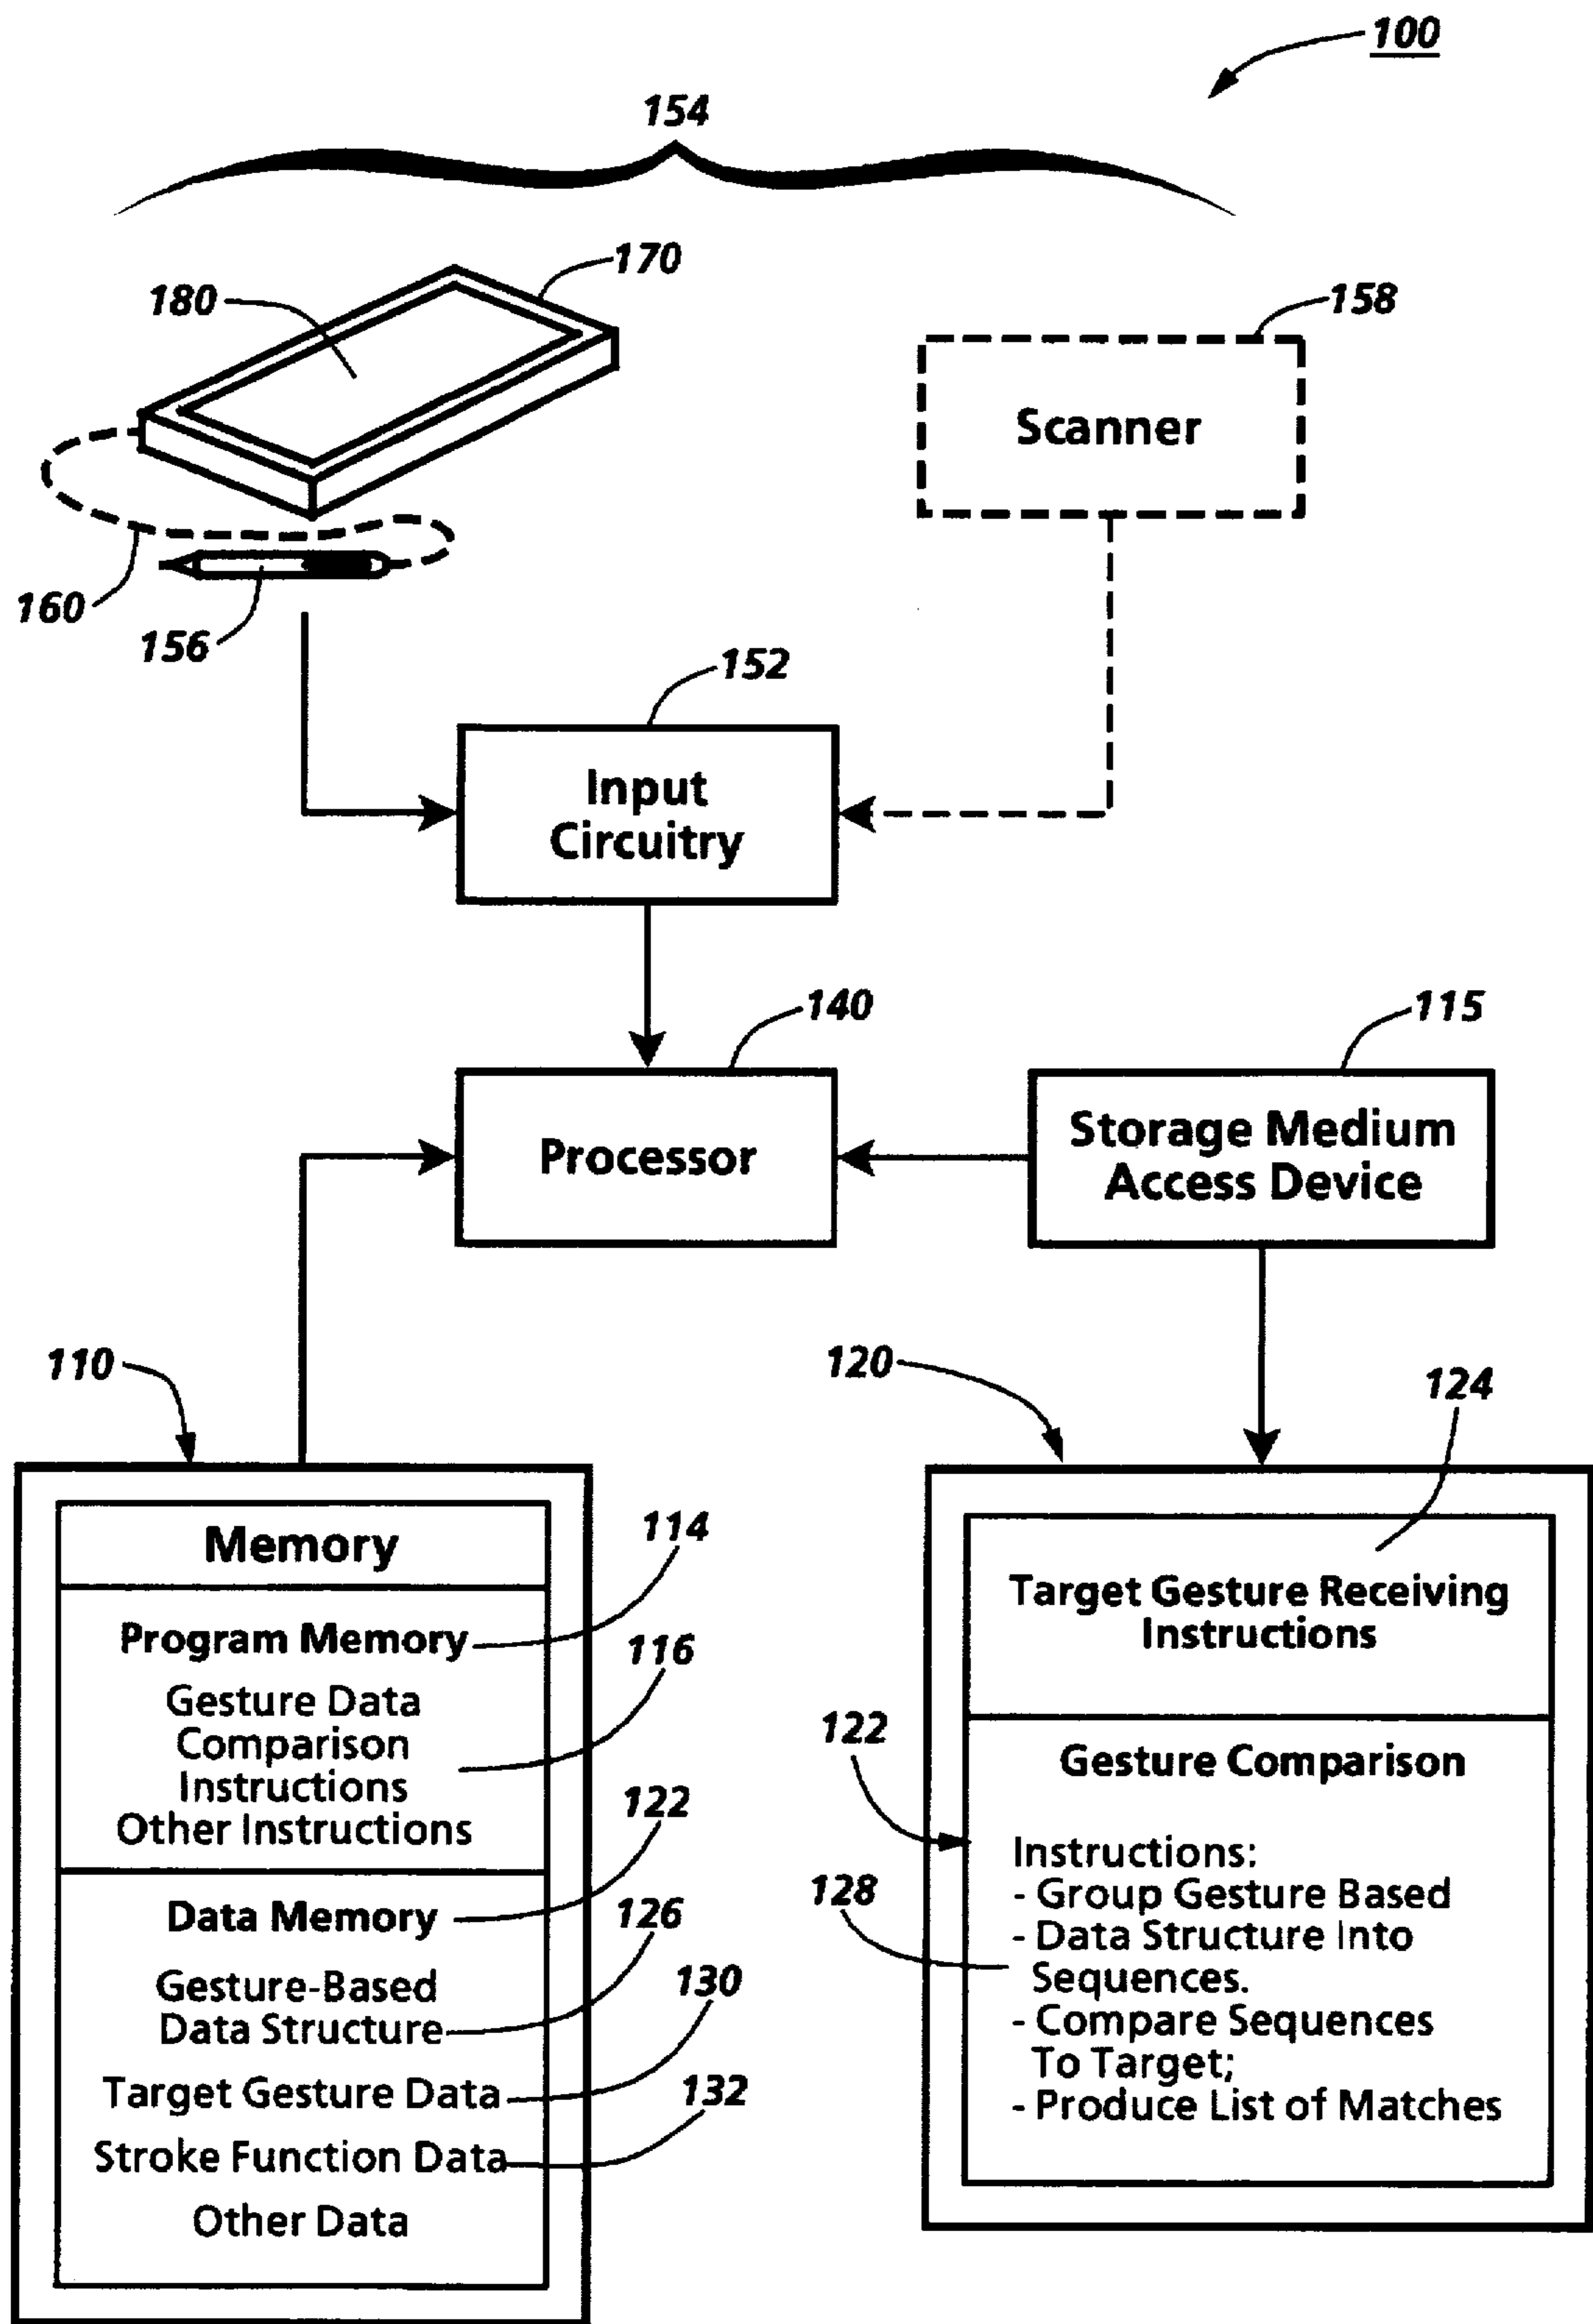 100
154
170
180
158
Scanner
160
156
152
Input
Circuitry
140
115
Processor
Storage Medium
Access Device
110
120
124
Memory
114
Program Memory
116
Gesture Data
Comparison
Instructions
Other Instructions
122
Data Memory
126
Gesture-Based
Data Structure
130
Target Gesture Data
132
Stroke Function Data
Other Data
Target Gesture Receiving
Instructions
122
Gesture Comparison
Instructions:
128
- Group Gesture Based
- Data Structure Into
Sequences.
- Compare Sequences
To Target;
- Produce List of Matches